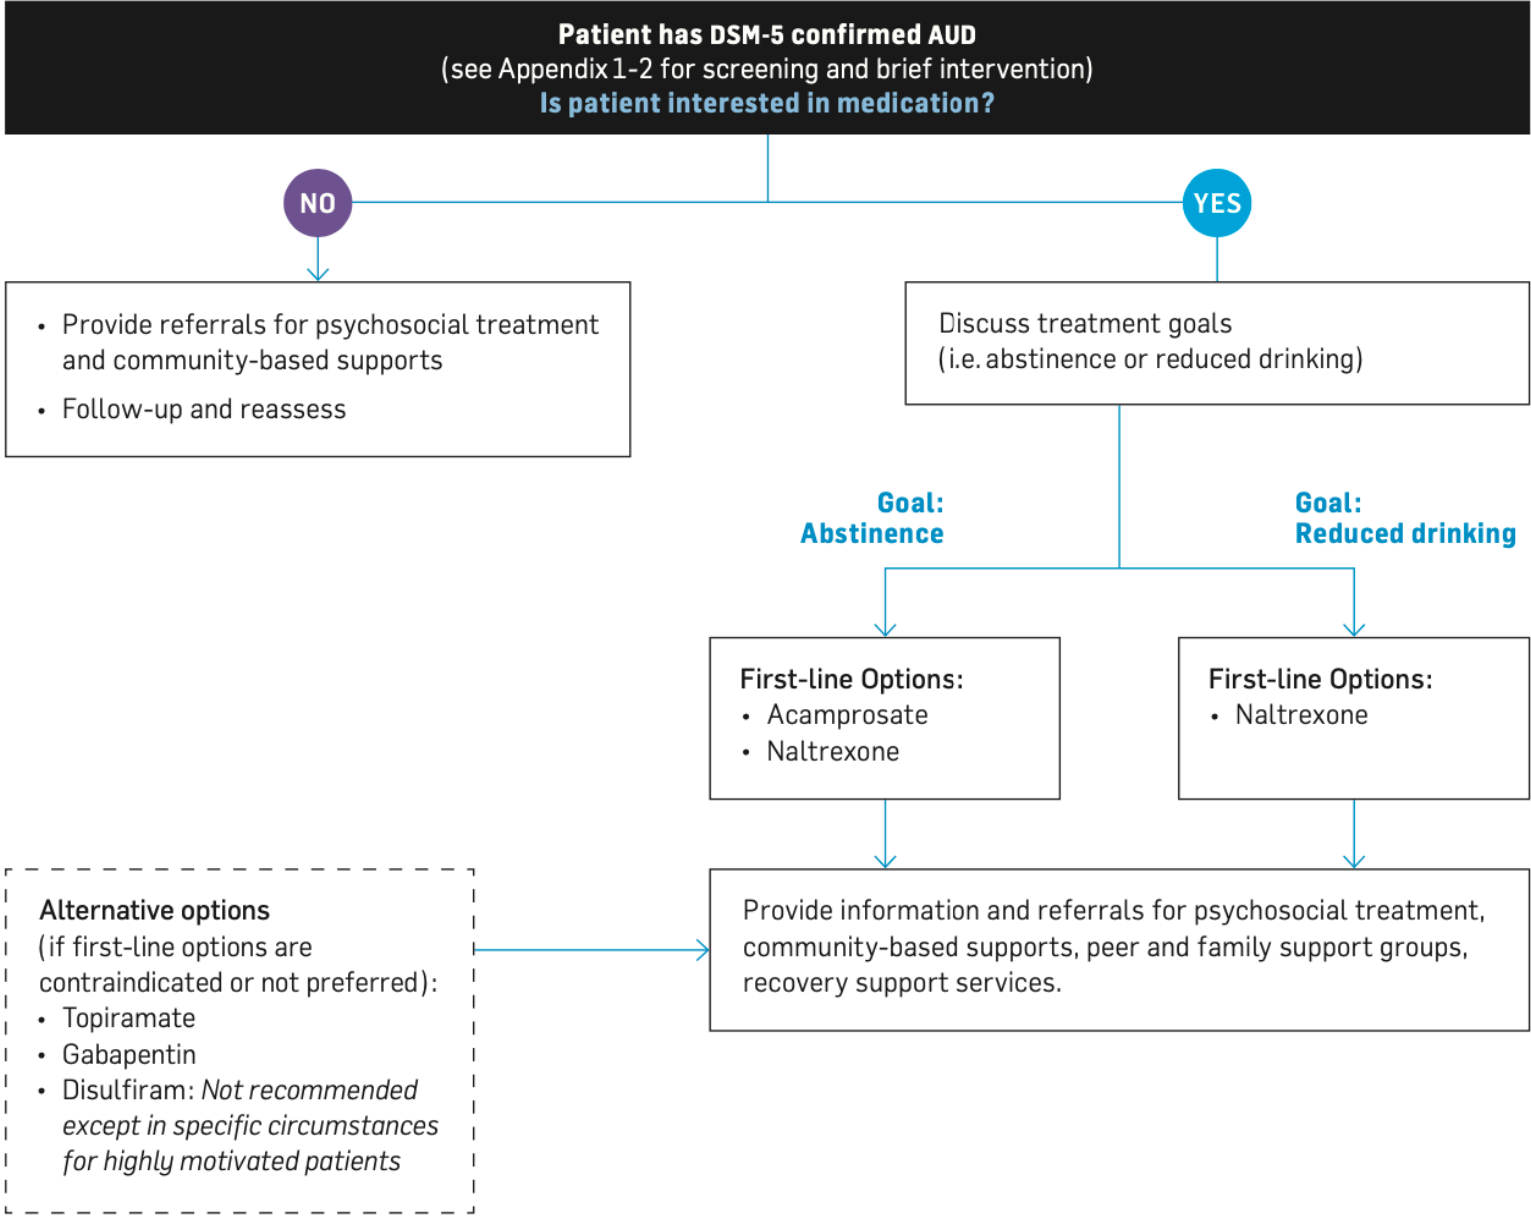 Patient has DSM-5 confirmed AUD
(see Appendix 1-2 for screening and brief intervention)
Is patient interested in medication?
NO
YES
• Provide referrals for psychosocial treatment
and community-based supports
• Follow-up and reassess
Discuss treatment goals
(i.e. abstinence or reduced drinking)
Goal:
Abstinence
Goal:
Reduced drinking
First-line Options:
• Acamprosate
• Naltrexone
First-line Options:
• Naltrexone
Alternative options
(if first-line options are
contraindicated or not preferred):
• Topiramate
• Gabapentin
• Disulfiram: Not recommended
except in specific circumstances
for highly motivated patients
Provide information and referrals for psychosocial treatment,
community-based supports, peer and family support groups,
recovery support services.